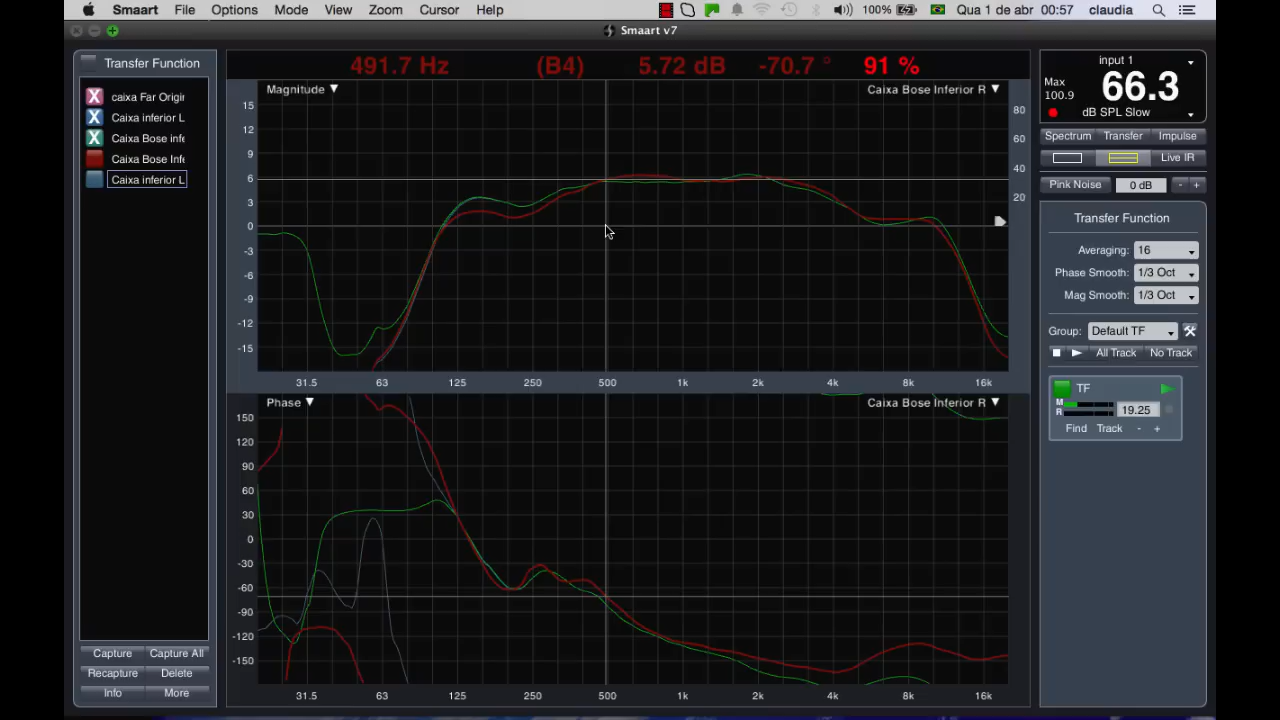 Smaart File Options Mode View Zoom Cursor Help 100% Qua 1 de abr 00:57 claudia
Smaart v7
Transfer Function
caixa Far Origir
Caixa inferior L
Caixa Bose infe
Caixa Bose Infe
Caixa inferior L
Capture Capture All
Recapture Delete
Info More
491.7 Hz (B4) 5.72 dB -70.7 ° 91 %
Magnitude Caixa Bose Inferior R
15
12
9
6
3
0
-3
-6
-9
-12
-15
80
60
40
20
31.5 63 125 250 500 1k 2k 4k 8k 16k
Phase Caixa Bose Inferior R
150
120
90
60
30
0
-30
-60
-90
-120
-150
31.5 63 125 250 500 1k 2k 4k 8k 16k
input 1
Max
100.9
66.3
dB SPL Slow
Spectrum Transfer Impulse
Live IR
Pink Noise 0 dB - +
Transfer Function
Averaging: 16
Phase Smooth: 1/3 Oct
Mag Smooth: 1/3 Oct
Group: Default TF
All Track No Track
TF
M
R
19.25
Find Track - +